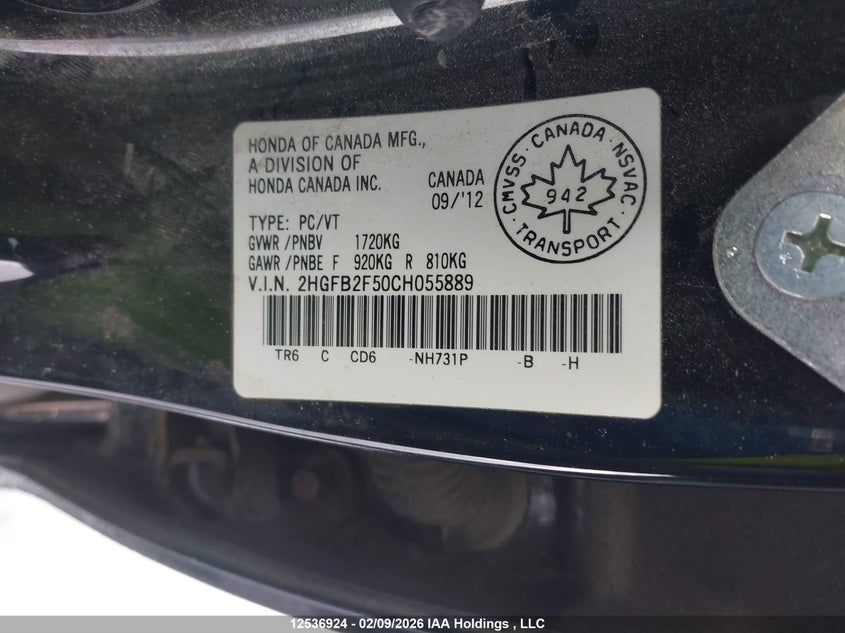 HONDA OF CANADA MFG.,
A DIVISION OF
HONDA CANADA INC.
CANADA
09/'12
CMVSS · CANADA · NSVAC · TRANSPORT ·
942
TYPE: PC/VT
GVWR /PNBV 1720KG
GAWR /PNBE F 920KG R 810KG
V.I.N. 2HGFB2F50CH055889
TR6 C CD6 -NH731P -B -H
12536924 - 02/09/2026 IAA Holdings , LLC